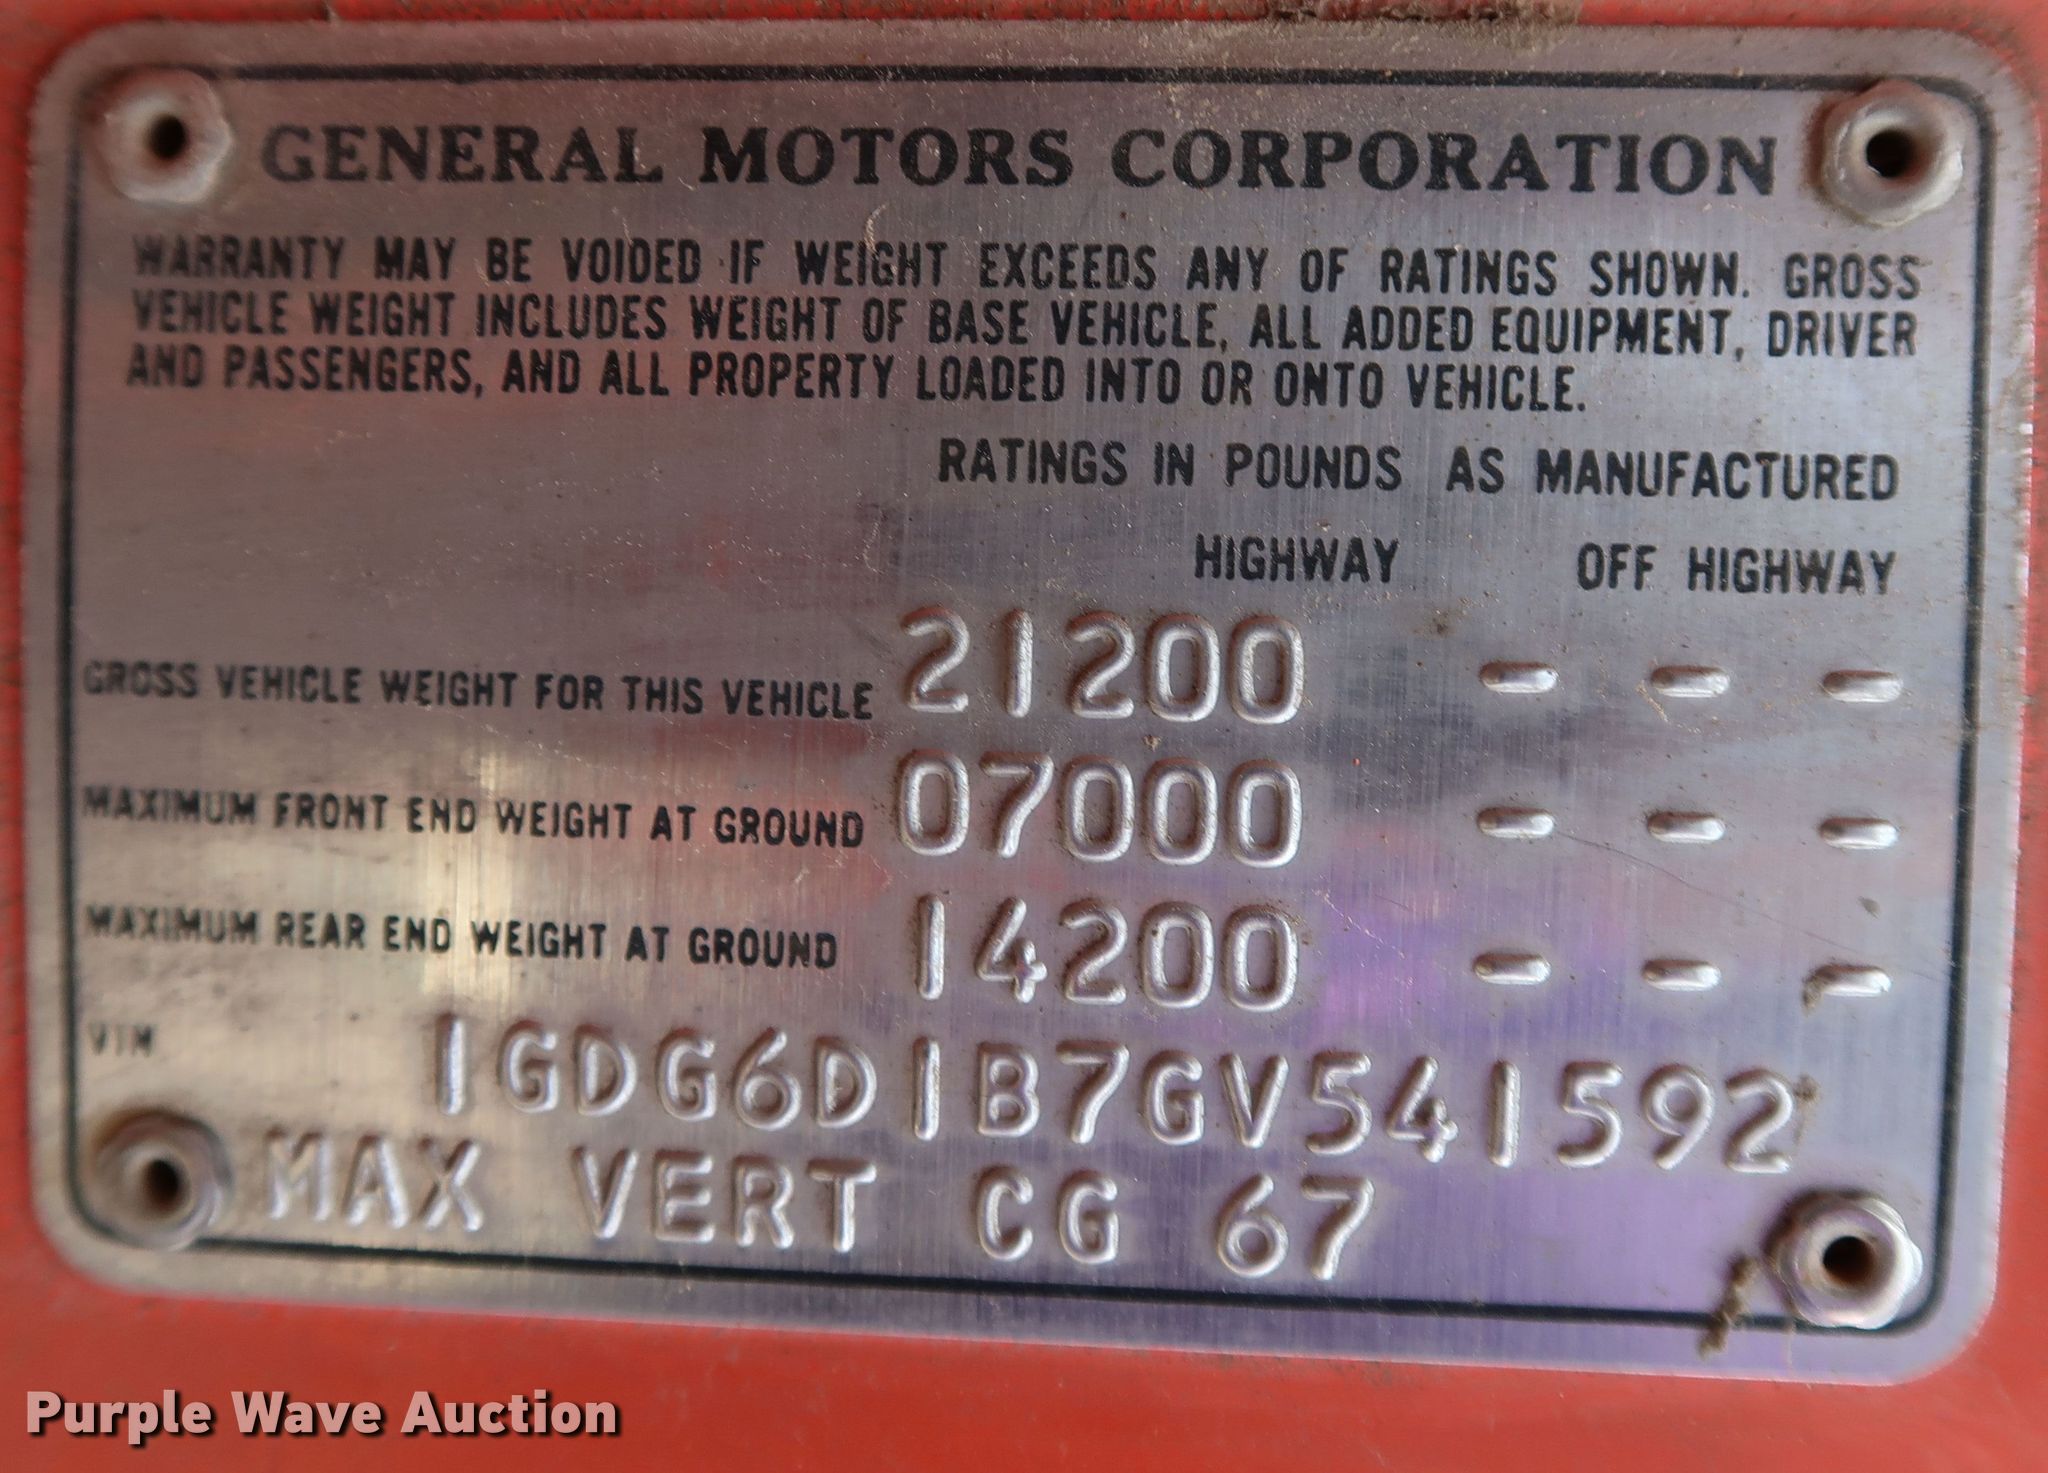 GENERAL MOTORS CORPORATION
WARRANTY MAY BE VOIDED IF WEIGHT EXCEEDS ANY OF RATINGS SHOWN. GROSS
VEHICLE WEIGHT INCLUDES WEIGHT OF BASE VEHICLE, ALL ADDED EQUIPMENT, DRIVER
AND PASSENGERS, AND ALL PROPERTY LOADED INTO OR ONTO VEHICLE.
RATINGS IN POUNDS AS MANUFACTURED
HIGHWAY OFF HIGHWAY
GROSS VEHICLE WEIGHT FOR THIS VEHICLE 21200 - - -
MAXIMUM FRONT END WEIGHT AT GROUND 07000 - - -
MAXIMUM REAR END WEIGHT AT GROUND 14200 - - -
VIN 1GDG6D1B7GV541592
MAX VERT CG 67
Purple Wave Auction